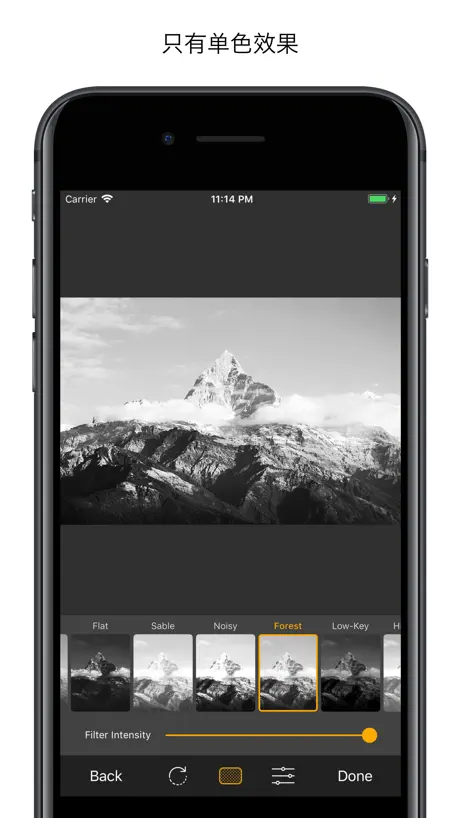 只有单色效果
Carrier 11:14 PM
Flat Sable Noisy Forest Low-Key H
Filter Intensity
Back Done